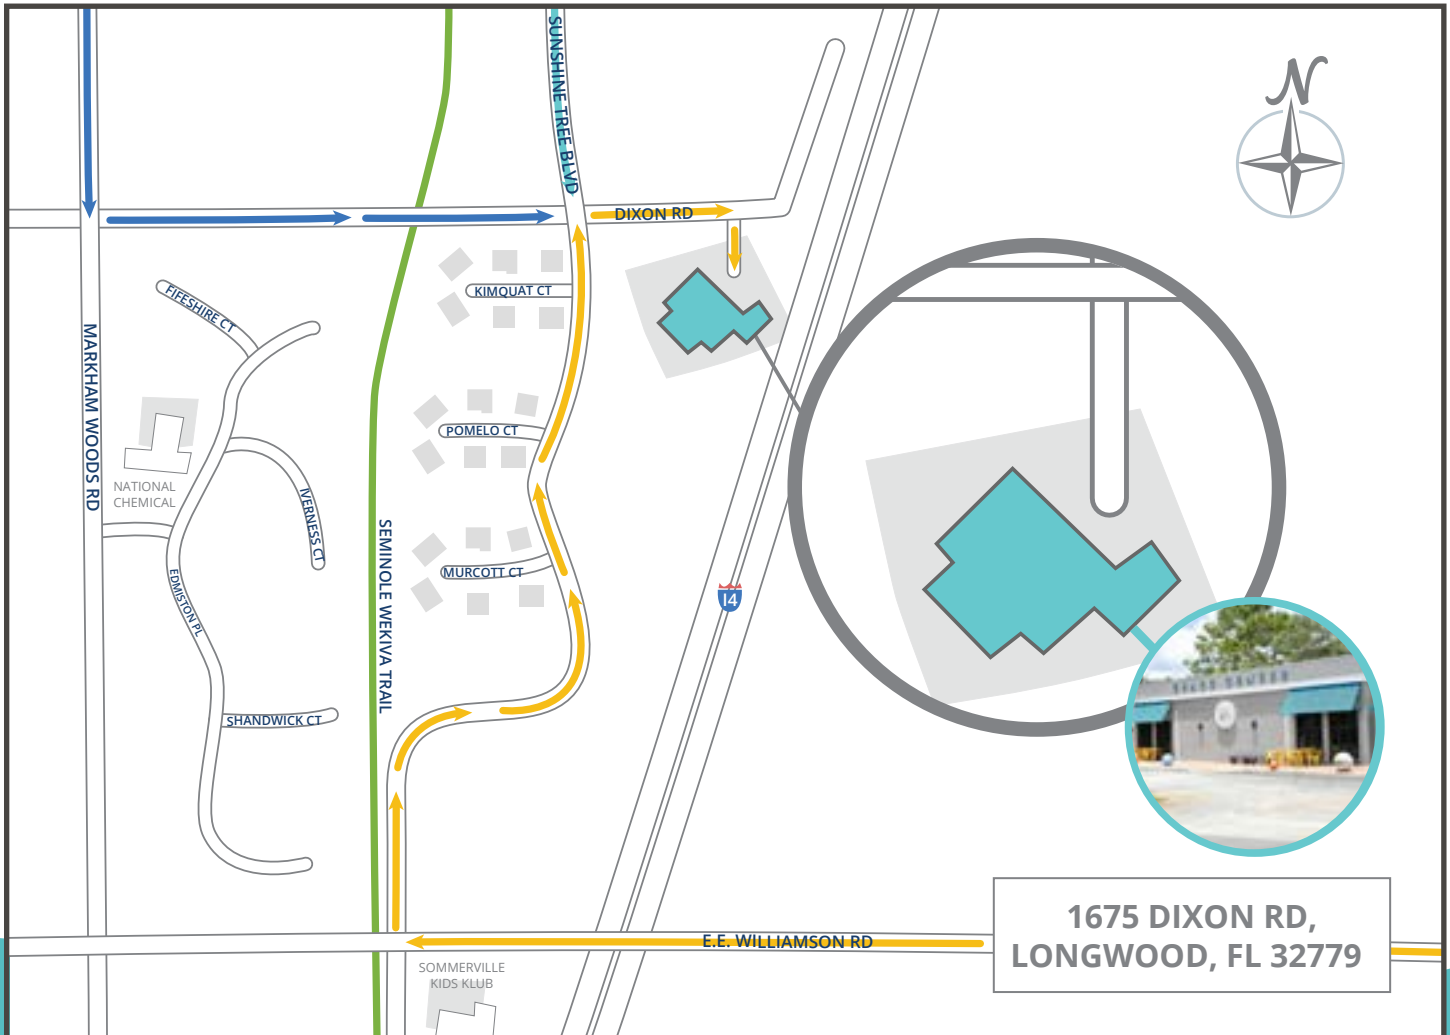 SUNSHINE TREE BLVD
N
DIXON RD
FIFESHIRE CT
KIMQUAT CT
MARKHAM WOODS RD
POMELO CT
NATIONAL
CHEMICAL
IVERNESS CT
SEMINOLE WEKIVA TRAIL
EDMISTON PL
MURCOTT CT
14
SHANDWICK CT
E.E. WILLIAMSON RD
1675 DIXON RD,
LONGWOOD, FL 32779
SOMMERVILLE
KIDS KLUB